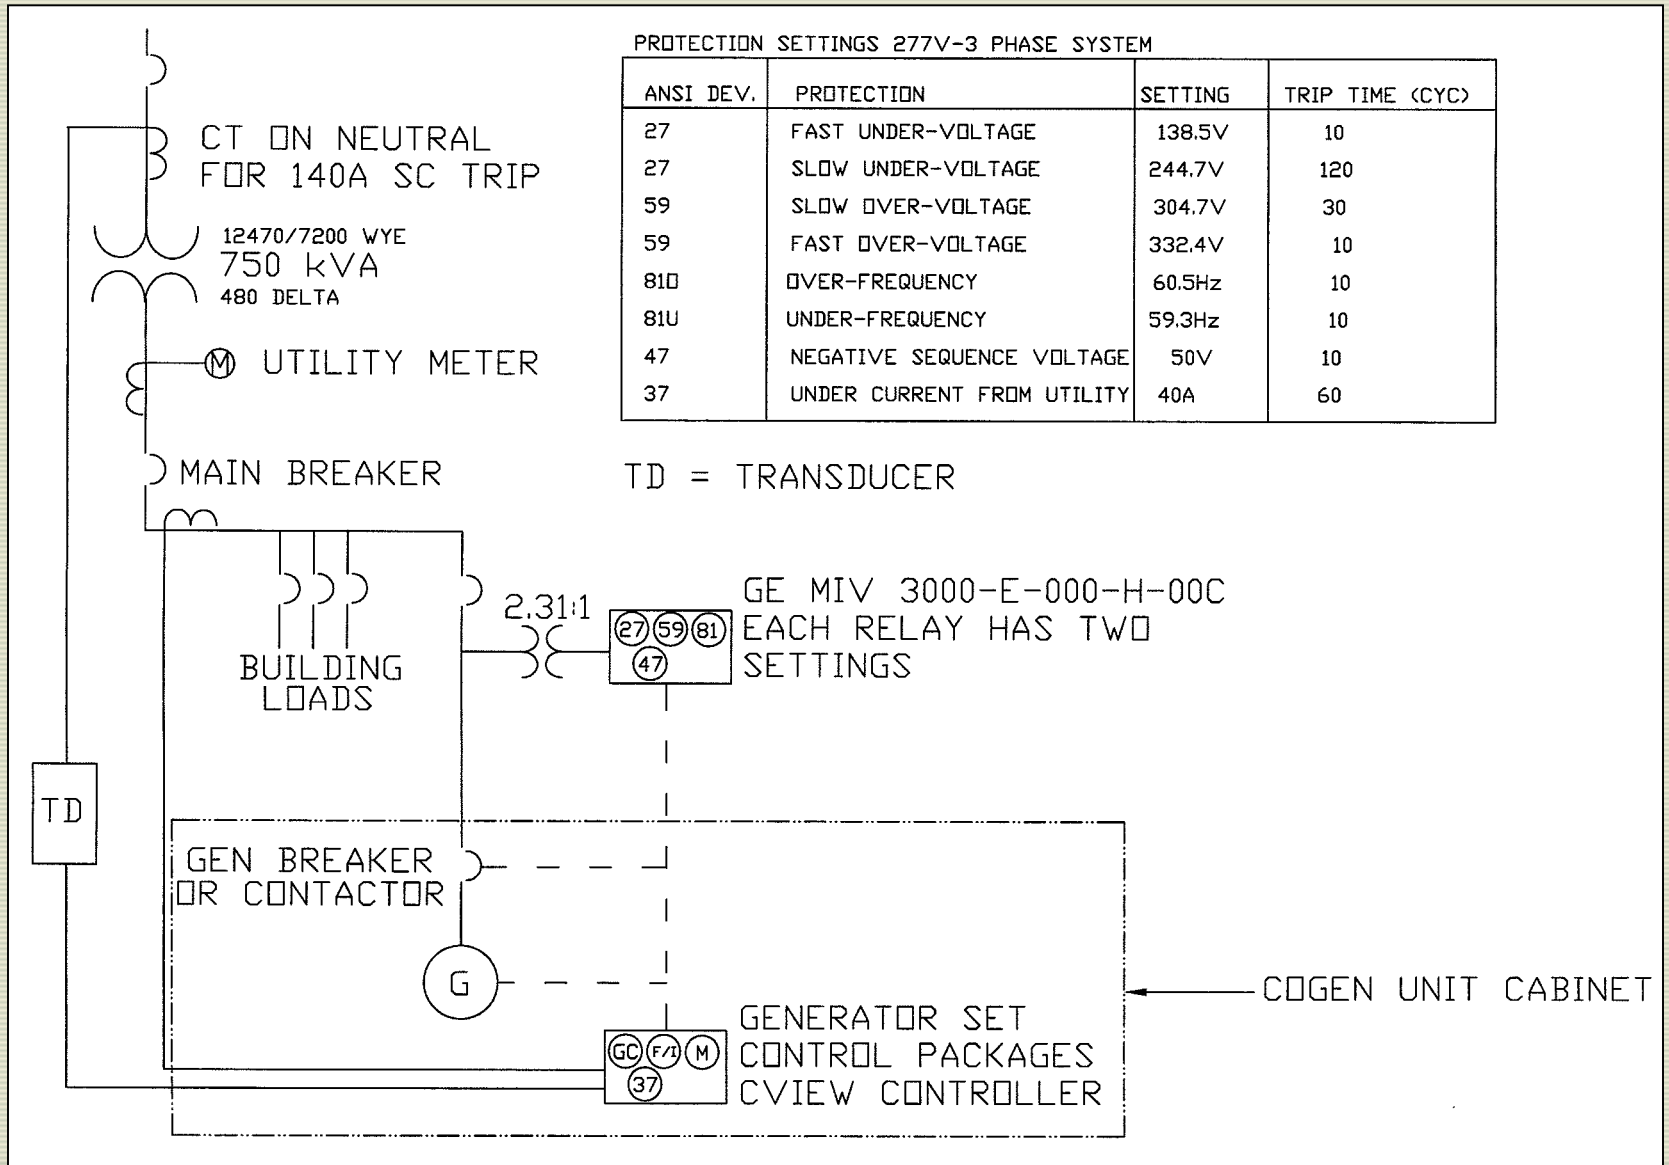 PROTECTION SETTINGS 277V-3 PHASE SYSTEM
ANSI DEV. PROTECTION SETTING TRIP TIME (CYC)
27 FAST UNDER-VOLTAGE 138.5V 10
27 SLOW UNDER-VOLTAGE 244.7V 120
59 SLOW OVER-VOLTAGE 304.7V 30
59 FAST OVER-VOLTAGE 332.4V 10
81O OVER-FREQUENCY 60.5Hz 10
81U UNDER-FREQUENCY 59.3Hz 10
47 NEGATIVE SEQUENCE VOLTAGE 50V 10
37 UNDER CURRENT FROM UTILITY 40A 60
CT ON NEUTRAL
FOR 140A SC TRIP
12470/7200 WYE
750 kVA
480 DELTA
M UTILITY METER
MAIN BREAKER
TD = TRANSDUCER
BUILDING
LOADS
2.31:1
27 59 81
47
GE MIV 3000-E-000-H-00C
EACH RELAY HAS TWO
SETTINGS
TD
GEN BREAKER
OR CONTACTOR
G
COGEN UNIT CABINET
GC F/I M
37
GENERATOR SET
CONTROL PACKAGES
CVIEW CONTROLLER